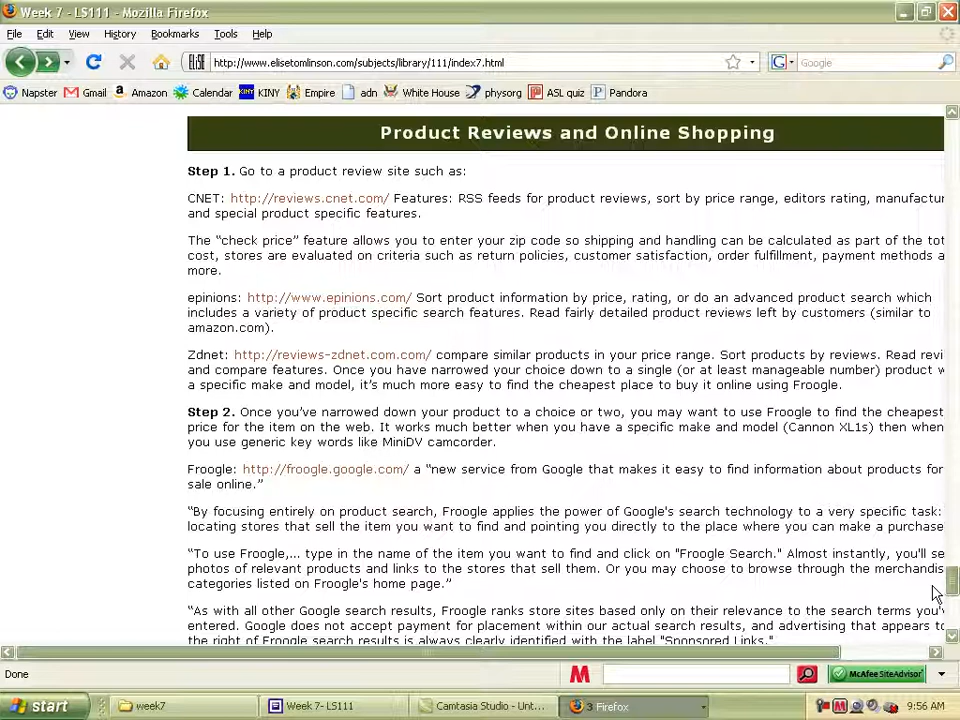 Week 7 - LS111 - Mozilla Firefox
File Edit View History Bookmarks Tools Help
http://www.elisetomlinson.com/subjects/library/111/index7.html
Google
Napster Gmail Amazon Calendar KINY Empire adn White House physorg ASL quiz Pandora
Product Reviews and Online Shopping
Step 1. Go to a product review site such as:
CNET: http://reviews.cnet.com/ Features: RSS feeds for product reviews, sort by price range, editors rating, manufactur
and special product specific features.
The “check price” feature allows you to enter your zip code so shipping and handling can be calculated as part of the tot
cost, stores are evaluated on criteria such as return policies, customer satisfaction, order fulfillment, payment methods a
more.
epinions: http://www.epinions.com/ Sort product information by price, rating, or do an advanced product search which
includes a variety of product specific search features. Read fairly detailed product reviews left by customers (similar to
amazon.com).
Zdnet: http://reviews-zdnet.com.com/ compare similar products in your price range. Sort products by reviews. Read revi
and compare features. Once you have narrowed your choice down to a single (or at least manageable number) product w
a specific make and model, it’s much more easy to find the cheapest place to buy it online using Froogle.
Step 2. Once you’ve narrowed down your product to a choice or two, you may want to use Froogle to find the cheapest
price for the item on the web. It works much better when you have a specific make and model (Cannon XL1s) then when
you use generic key words like MiniDV camcorder.
Froogle: http://froogle.google.com/ a “new service from Google that makes it easy to find information about products for
sale online.”
“By focusing entirely on product search, Froogle applies the power of Google's search technology to a very specific task:
locating stores that sell the item you want to find and pointing you directly to the place where you can make a purchase
“To use Froogle,... type in the name of the item you want to find and click on "Froogle Search." Almost instantly, you'll se
photos of relevant products and links to the stores that sell them. Or you may choose to browse through the merchandis
categories listed on Froogle's home page.”
“As with all other Google search results, Froogle ranks store sites based only on their relevance to the search terms you'v
entered. Google does not accept payment for placement within our actual search results, and advertising that appears to
the right of Froogle search results is always clearly identified with the label "Sponsored Links."
Done
McAfee SiteAdvisor
start week7 Week 7- LS111 Camtasia Studio - Unt... 3 Firefox 9:56 AM